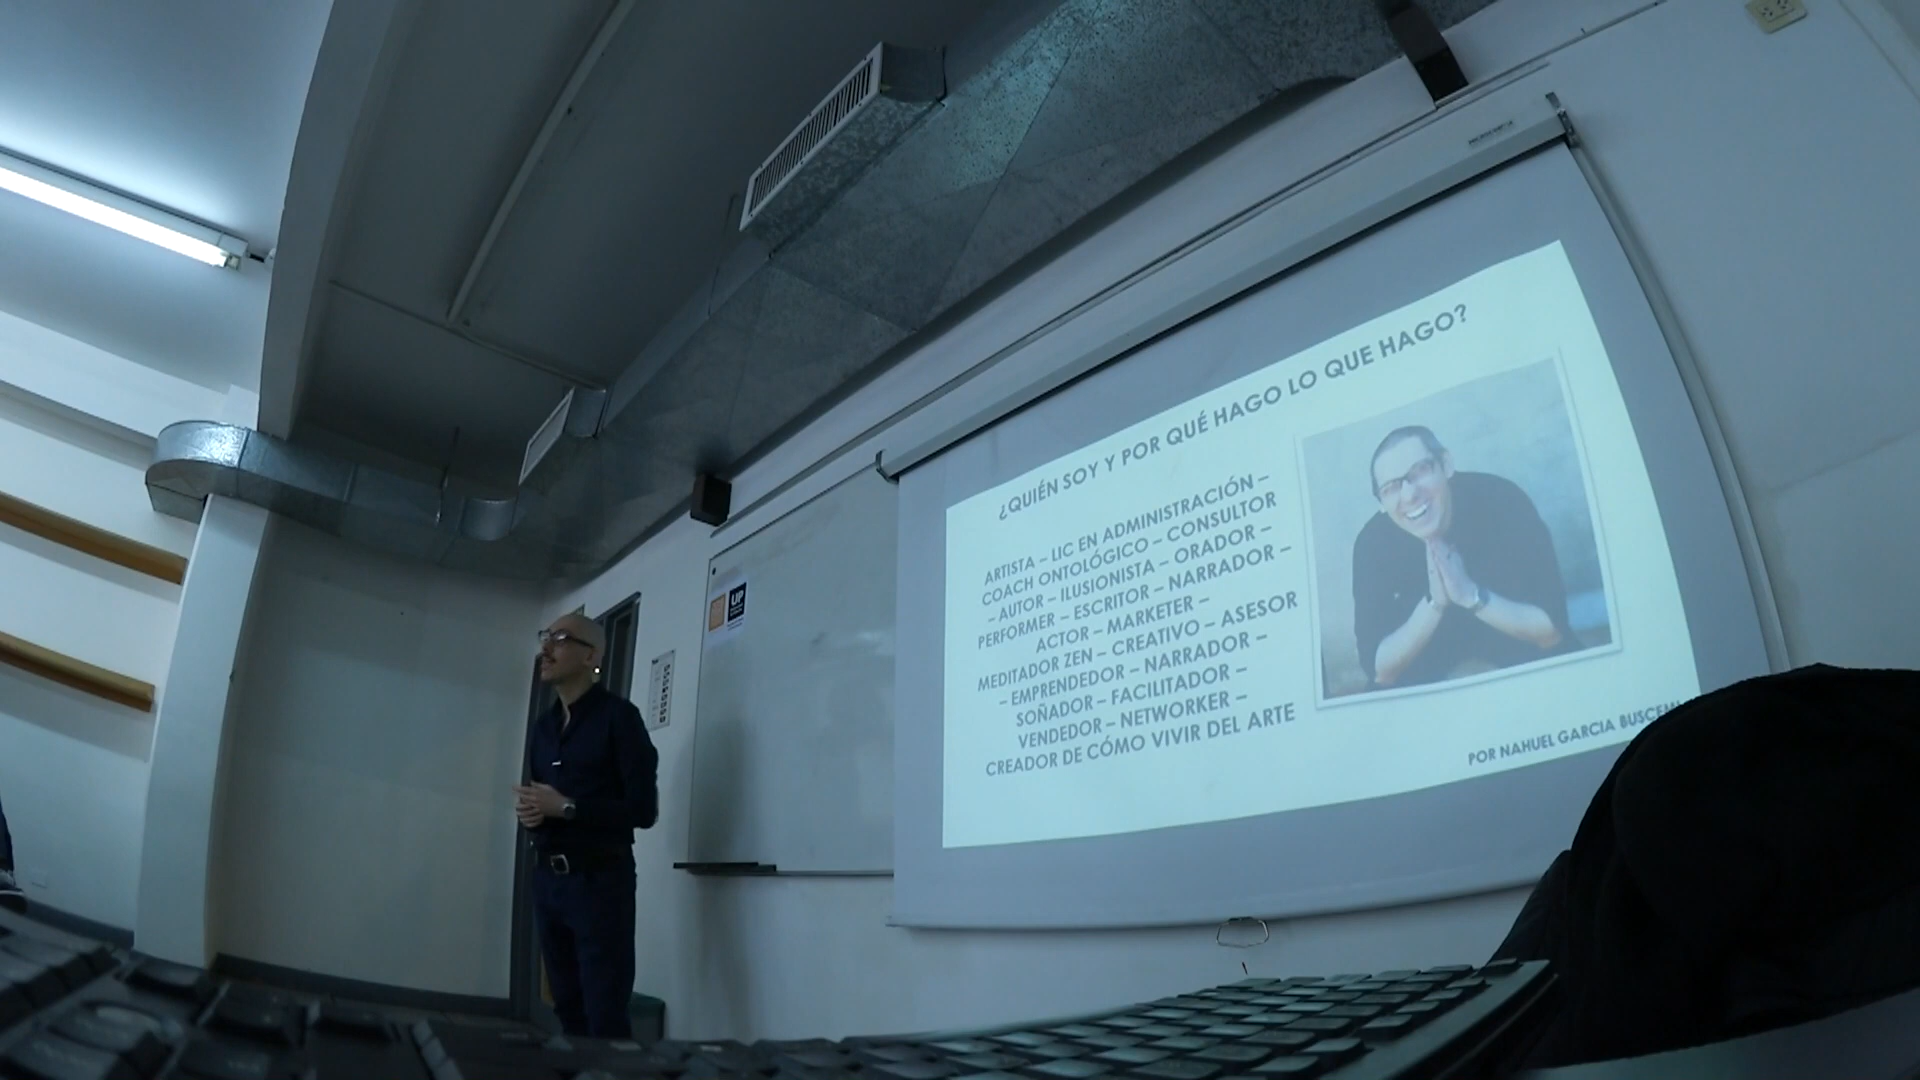 ¿QUIÉN SOY Y POR QUÉ HAGO LO QUE HAGO?
ARTISTA – LIC EN ADMINISTRACIÓN –
COACH ONTOLÓGICO – CONSULTOR
– AUTOR – ILUSIONISTA – ORADOR –
PERFORMER – ESCRITOR – NARRADOR –
ACTOR – MARKETER –
MEDITADOR ZEN – CREATIVO – ASESOR
– EMPRENDEDOR – NARRADOR –
SOÑADOR – FACILITADOR –
VENDEDOR – NETWORKER –
CREADOR DE CÓMO VIVIR DEL ARTE
POR NAHUEL GARCIA BUSCEMI
UP